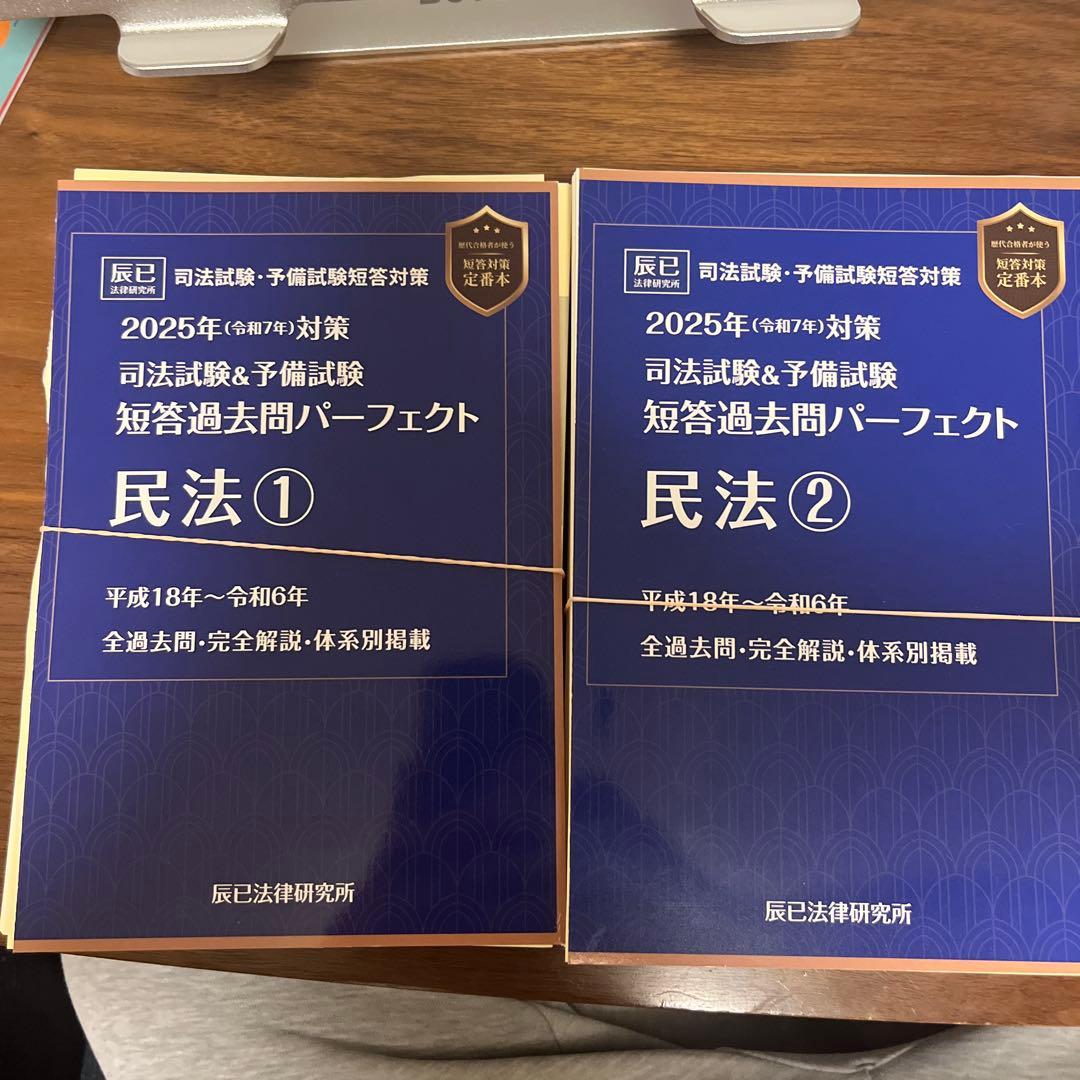 歴代合格者が使う
短答対策
定番本
辰已
法律研究所
司法試験・予備試験短答対策
2025年(令和7年)対策
司法試験&予備試験
短答過去問パーフェクト
民法①
平成18年～令和6年
全過去問・完全解説・体系別掲載
辰已法律研究所
歴代合格者が使う
短答対策
定番本
辰已
法律研究所
司法試験・予備試験短答対策
2025年(令和7年)対策
司法試験&予備試験
短答過去問パーフェクト
民法②
平成18年～令和6年
全過去問・完全解説・体系別掲載
辰已法律研究所